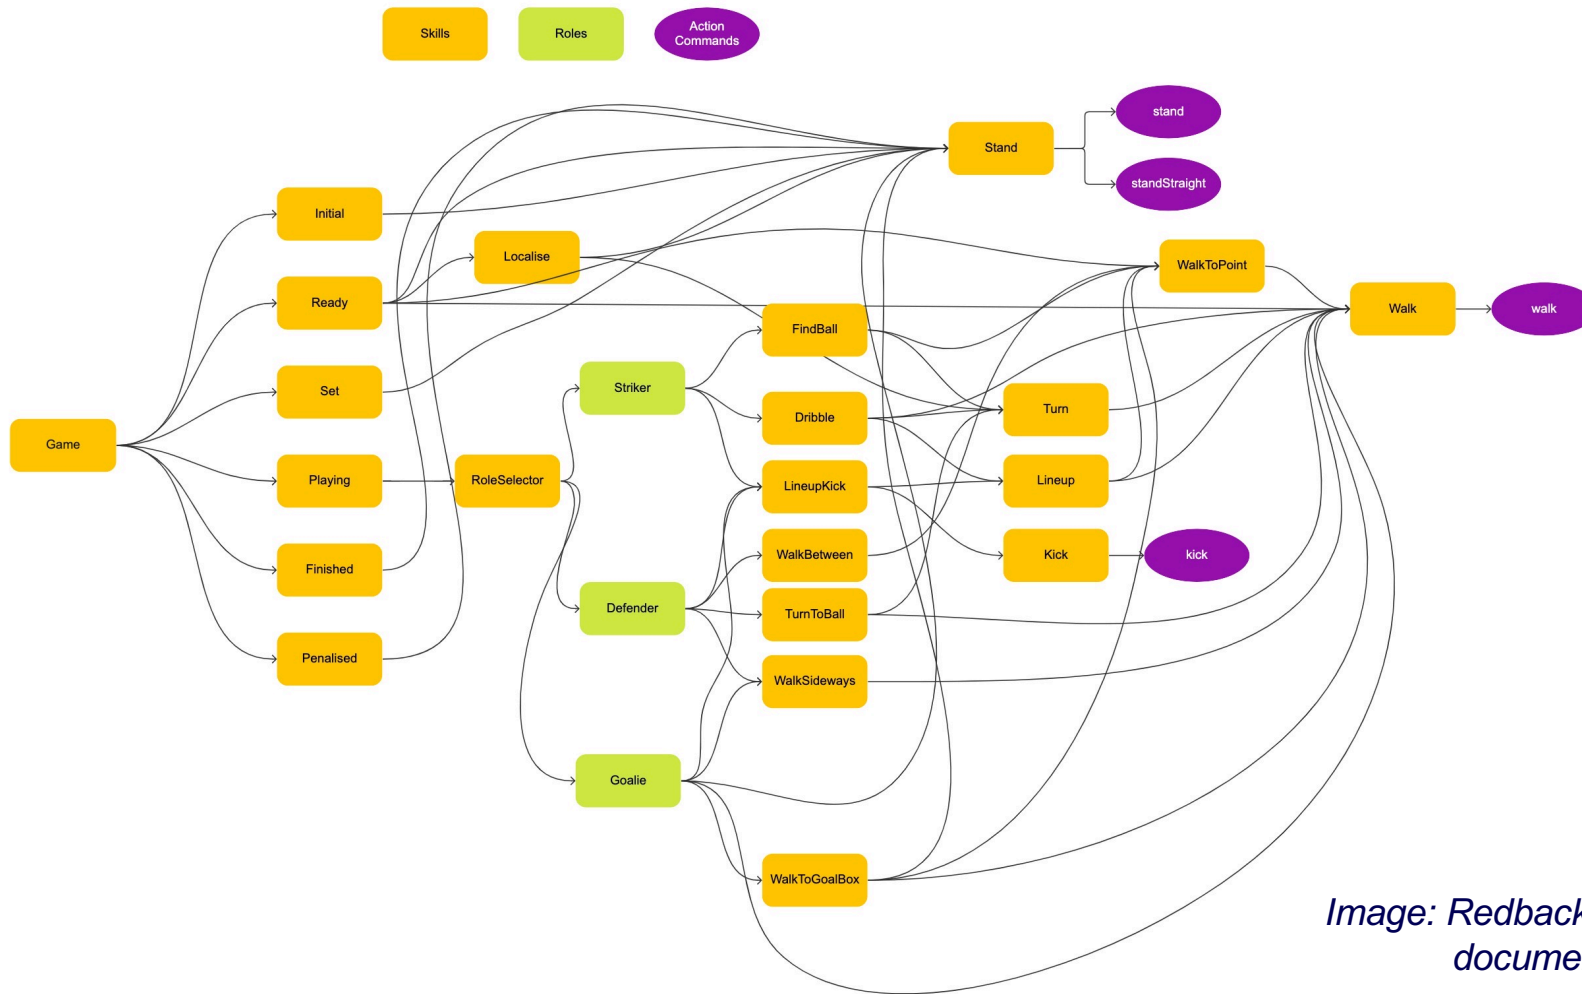 Skills
Roles
Action
Commands
stand
Stand
standStraight
Initial
Localise
WalkToPoint
Ready
FindBall
Walk
walk
Set
Striker
Dribble
Turn
Game
Playing
RoleSelector
LineupKick
Lineup
Finished
WalkBetween
Kick
kick
Defender
TurnToBall
Penalised
WalkSideways
Goalie
WalkToGoalBox
Image: Redback
docume